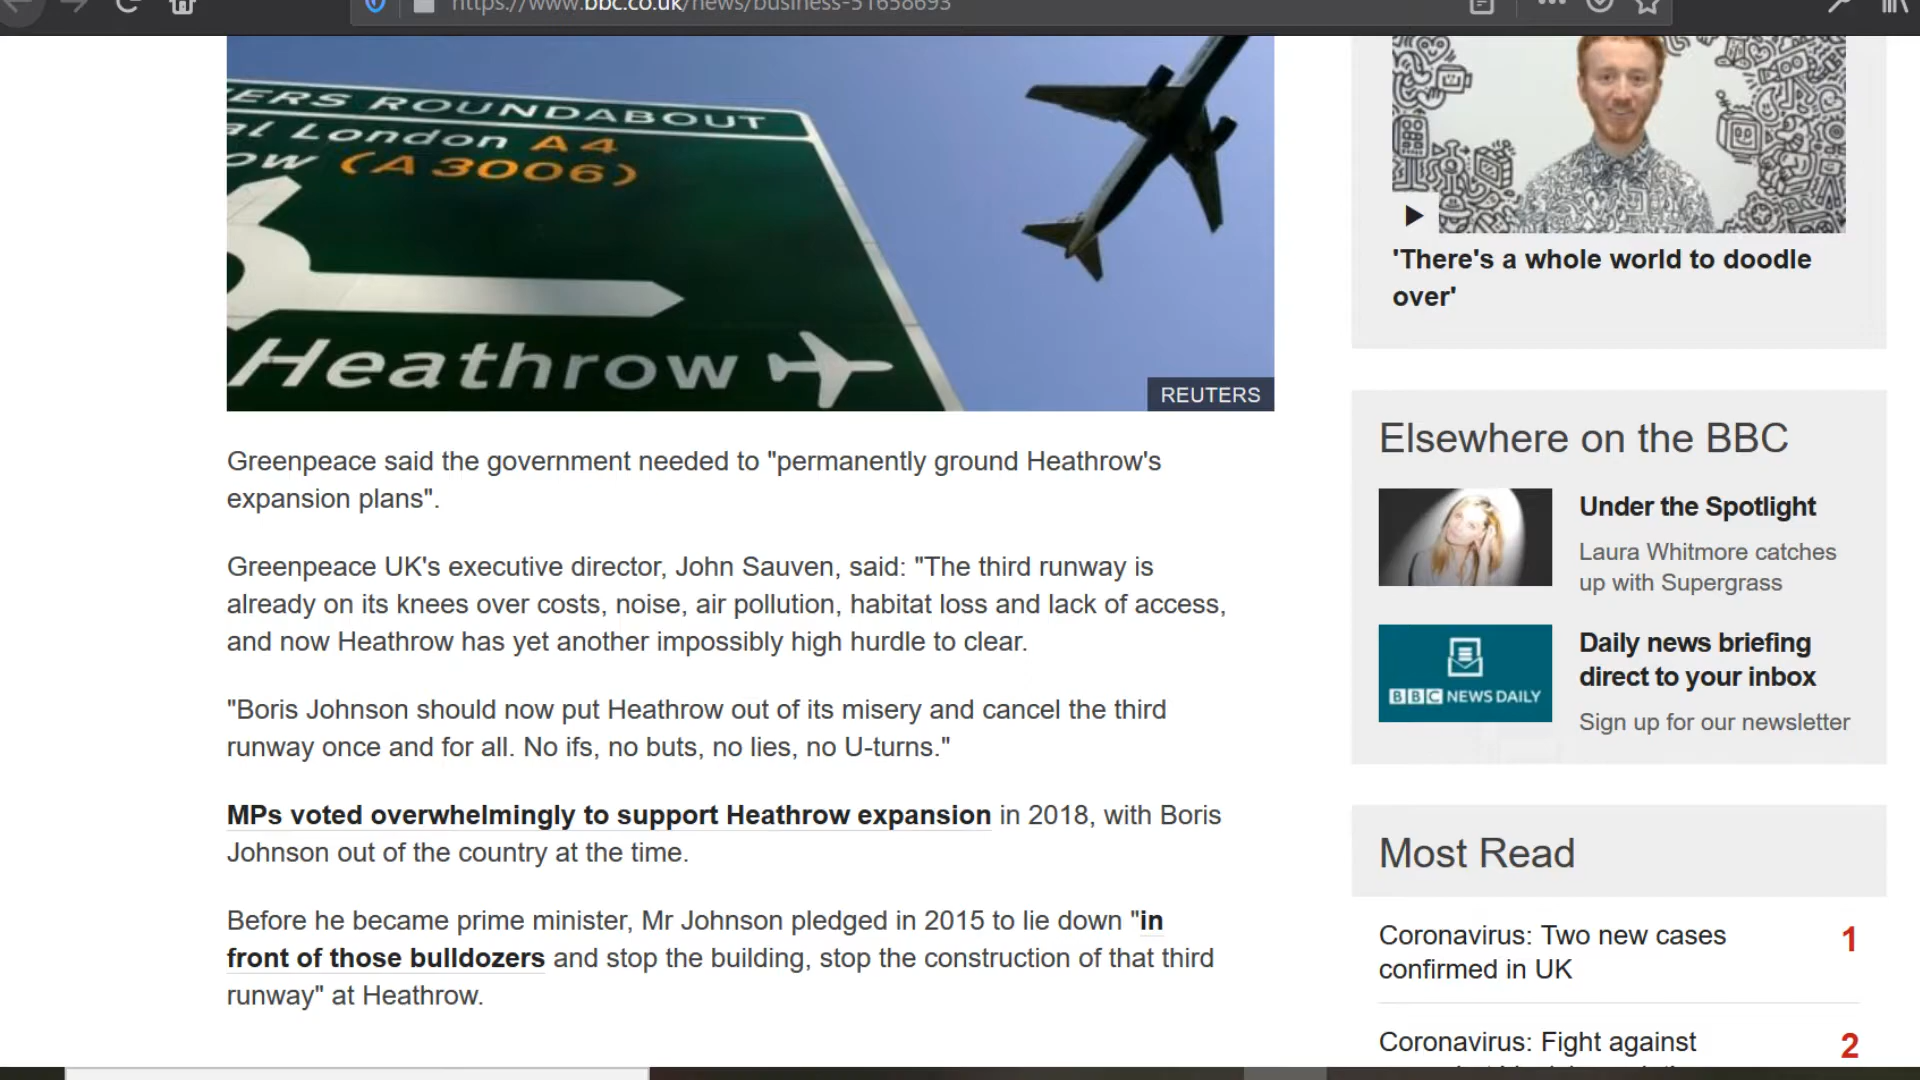 https://www.bbc.co.uk/news/business-51658693
ERS ROUNDABOUT
al London A4
ow (A3006)
Heathrow
REUTERS
Greenpeace said the government needed to "permanently ground Heathrow's
expansion plans".
Greenpeace UK's executive director, John Sauven, said: "The third runway is
already on its knees over costs, noise, air pollution, habitat loss and lack of access,
and now Heathrow has yet another impossibly high hurdle to clear.
"Boris Johnson should now put Heathrow out of its misery and cancel the third
runway once and for all. No ifs, no buts, no lies, no U-turns."
MPs voted overwhelmingly to support Heathrow expansion in 2018, with Boris
Johnson out of the country at the time.
Before he became prime minister, Mr Johnson pledged in 2015 to lie down "in
front of those bulldozers and stop the building, stop the construction of that third
runway" at Heathrow.
'There's a whole world to doodle
over'
Elsewhere on the BBC
Under the Spotlight
Laura Whitmore catches
up with Supergrass
BBC NEWS DAILY
Daily news briefing
direct to your inbox
Sign up for our newsletter
Most Read
Coronavirus: Two new cases
confirmed in UK
1
Coronavirus: Fight against
2